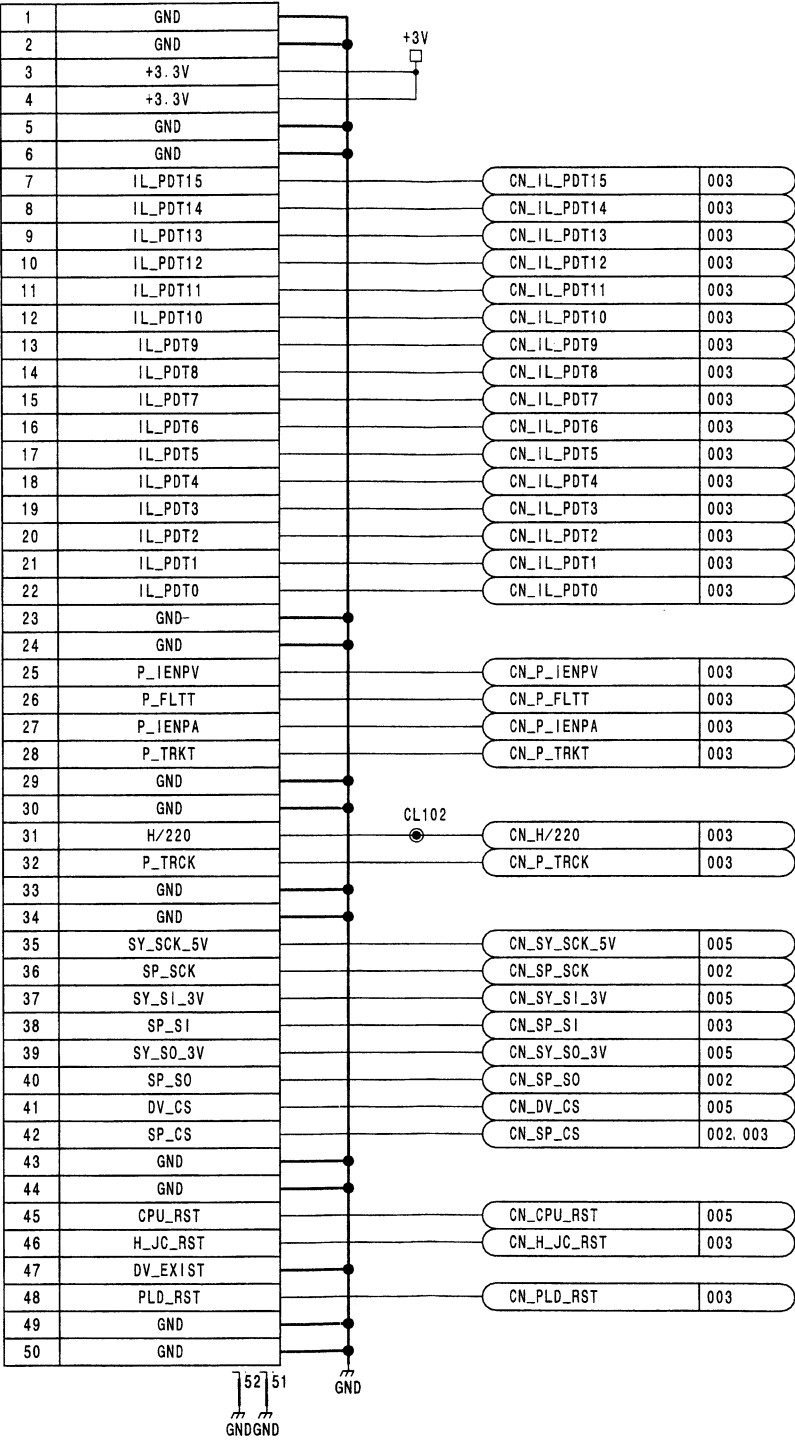 1 GND
2 GND
+3V
3 +3.3V
4 +3.3V
5 GND
6 GND
7 IL_PDT15 CN_IL_PDT15 003
8 IL_PDT14 CN_IL_PDT14 003
9 IL_PDT13 CN_IL_PDT13 003
10 IL_PDT12 CN_IL_PDT12 003
11 IL_PDT11 CN_IL_PDT11 003
12 IL_PDT10 CN_IL_PDT10 003
13 IL_PDT9 CN_IL_PDT9 003
14 IL_PDT8 CN_IL_PDT8 003
15 IL_PDT7 CN_IL_PDT7 003
16 IL_PDT6 CN_IL_PDT6 003
17 IL_PDT5 CN_IL_PDT5 003
18 IL_PDT4 CN_IL_PDT4 003
19 IL_PDT3 CN_IL_PDT3 003
20 IL_PDT2 CN_IL_PDT2 003
21 IL_PDT1 CN_IL_PDT1 003
22 IL_PDT0 CN_IL_PDT0 003
23 GND-
24 GND
25 P_IENPV CN_P_IENPV 003
26 P_FLTT CN_P_FLTT 003
27 P_IENPA CN_P_IENPA 003
28 P_TRKT CN_P_TRKT 003
29 GND
30 GND
CL102
31 H/220 CN_H/220 003
32 P_TRCK CN_P_TRCK 003
33 GND
34 GND
35 SY_SCK_5V CN_SY_SCK_5V 005
36 SP_SCK CN_SP_SCK 002
37 SY_SI_3V CN_SY_SI_3V 005
38 SP_SI CN_SP_SI 003
39 SY_SO_3V CN_SY_SO_3V 005
40 SP_SO CN_SP_SO 002
41 DV_CS CN_DV_CS 005
42 SP_CS CN_SP_CS 002, 003
43 GND
44 GND
45 CPU_RST CN_CPU_RST 005
46 H_JC_RST CN_H_JC_RST 003
47 DV_EXIST
48 PLD_RST CN_PLD_RST 003
49 GND
50 GND
52 51 GND
GND GND